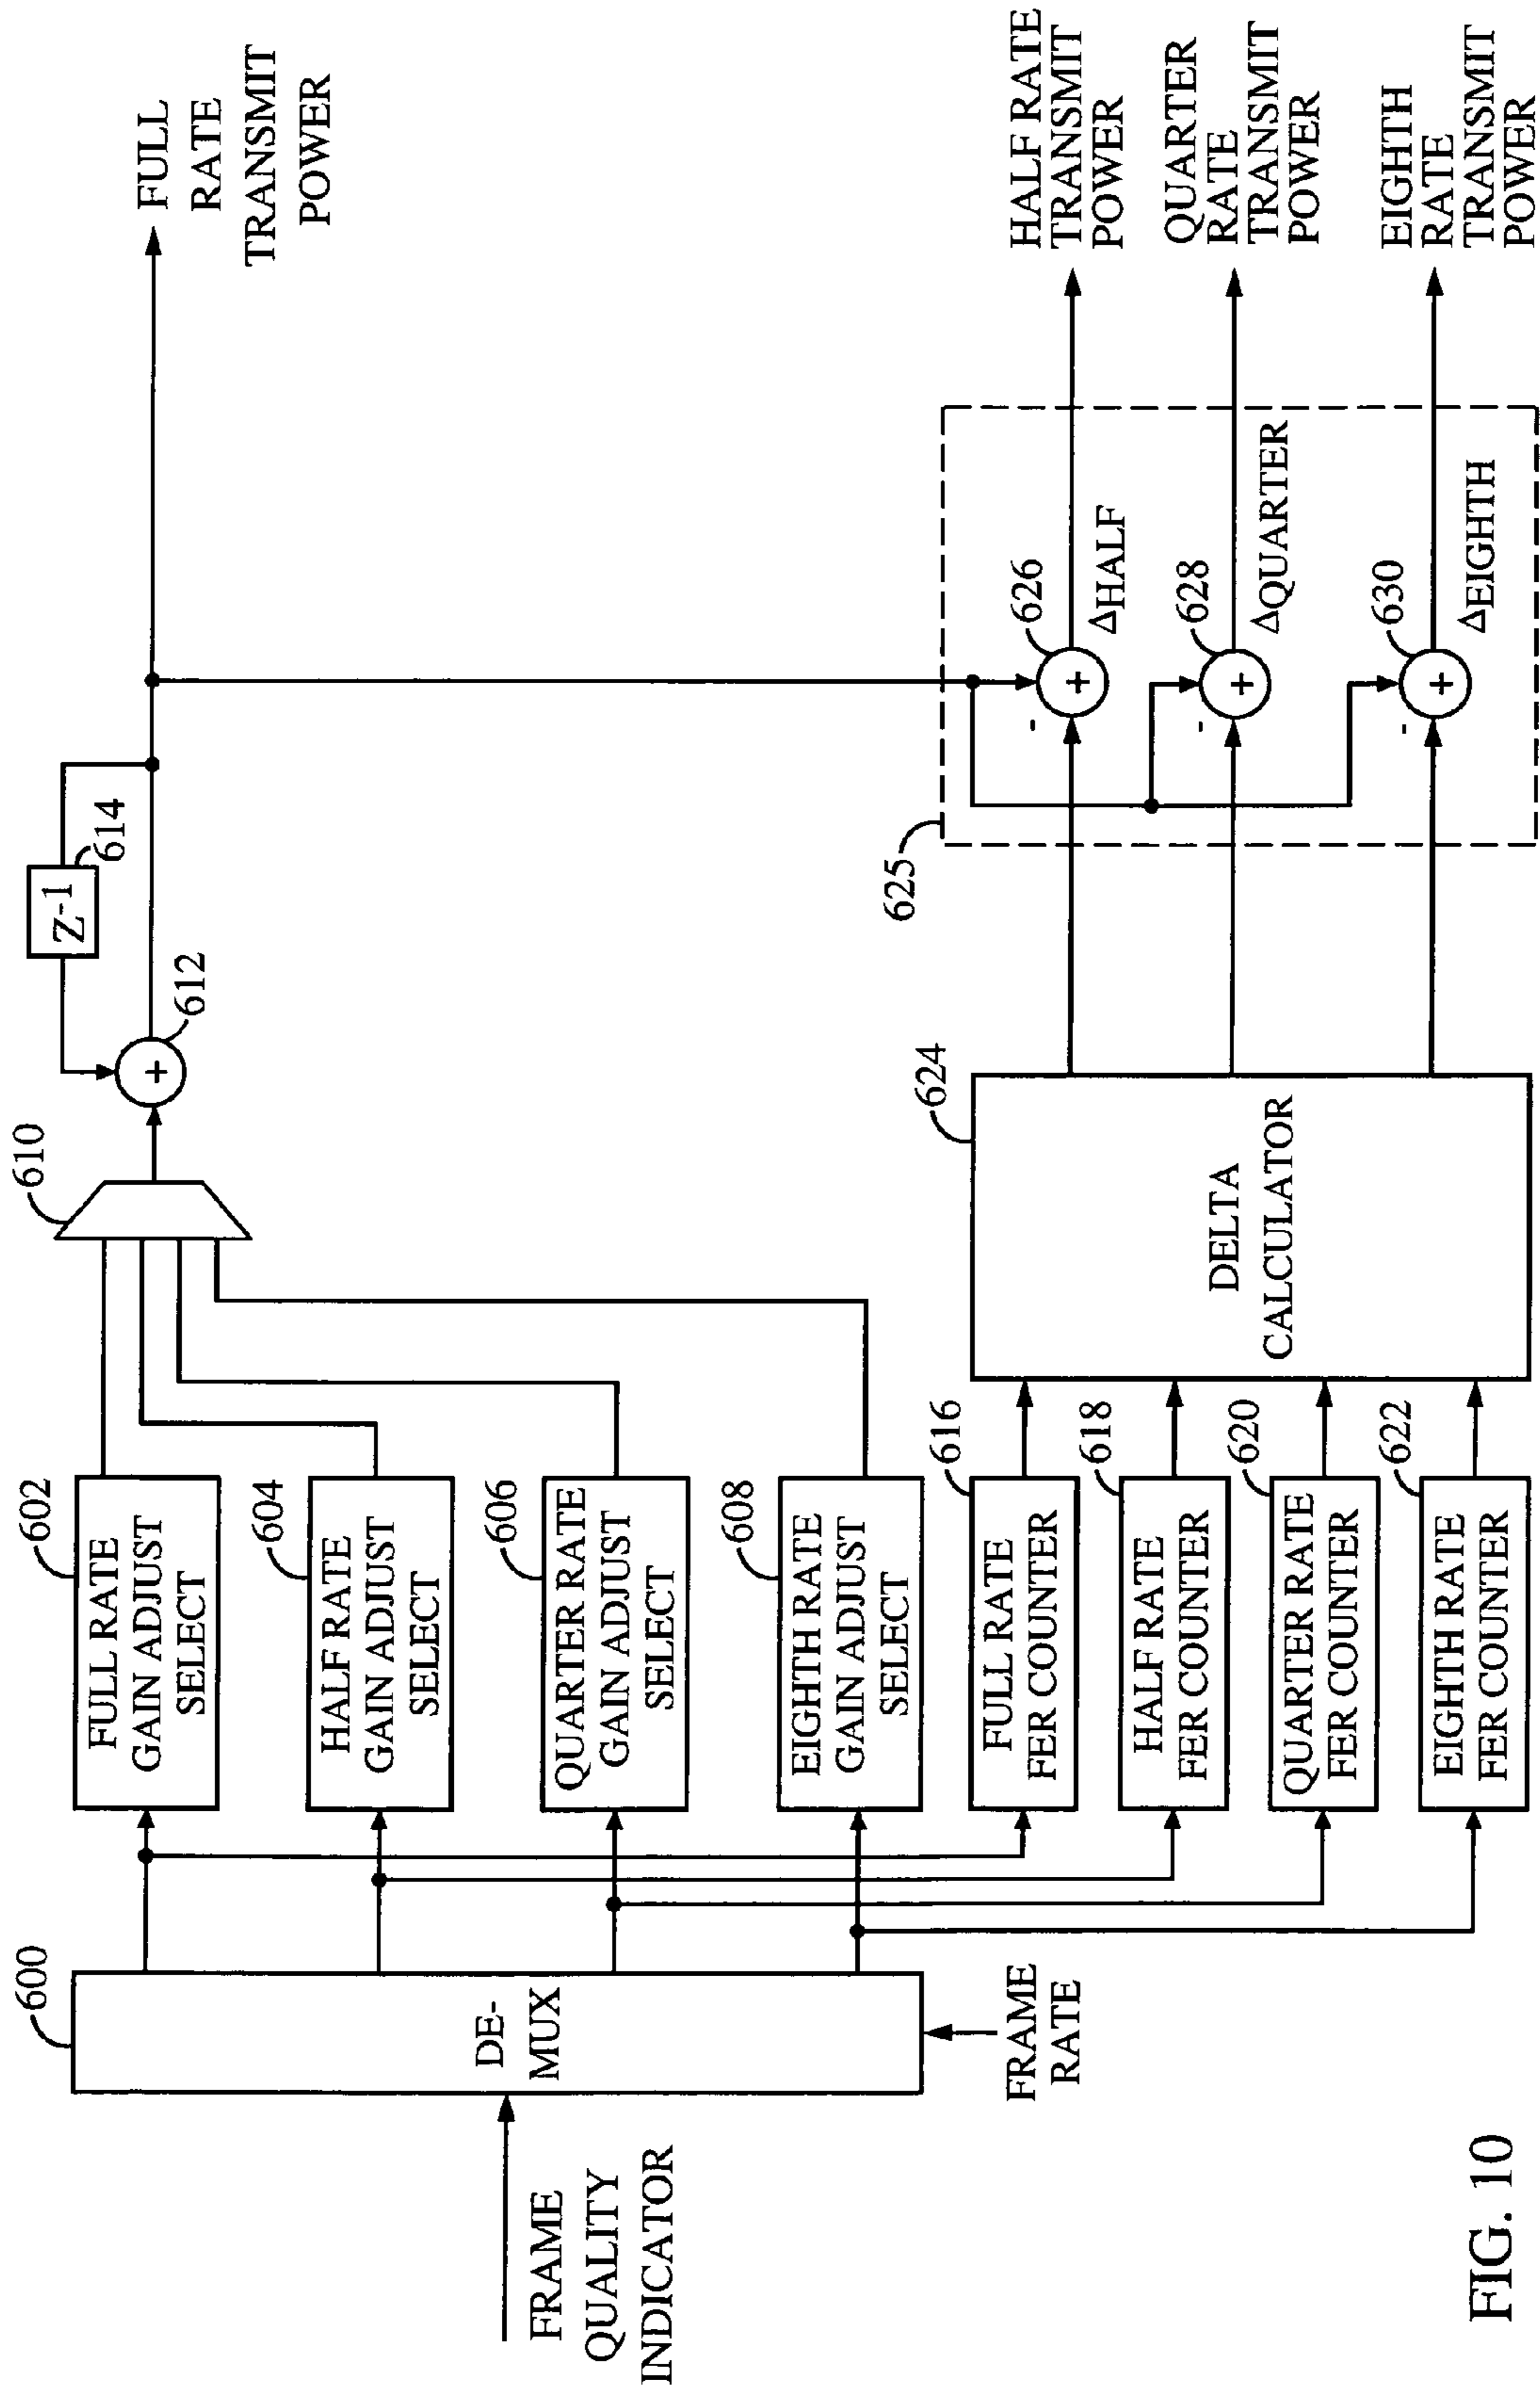 FRAME
QUALITY
INDICATOR
600
DE-
MUX
FRAME
RATE
602
FULL RATE
GAIN ADJUST
SELECT
604
HALF RATE
GAIN ADJUST
SELECT
606
QUARTER RATE
GAIN ADJUST
SELECT
608
EIGHTH RATE
GAIN ADJUST
SELECT
616
FULL RATE
FER COUNTER
618
HALF RATE
FER COUNTER
620
QUARTER RATE
FER COUNTER
622
EIGHTH RATE
FER COUNTER
610
+
612
Z-1
614
FULL
RATE
TRANSMIT
POWER
624
DELTA
CALCULATOR
625
-
+
626
ΔHALF
HALF RATE
TRANSMIT
POWER
-
+
628
ΔQUARTER
QUARTER
RATE
TRANSMIT
POWER
-
+
630
ΔEIGHTH
EIGHTH
RATE
TRANSMIT
POWER
FIG. 10